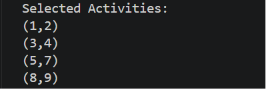 Selected Activities:
(1,2)
(3,4)
(5,7)
(8,9)